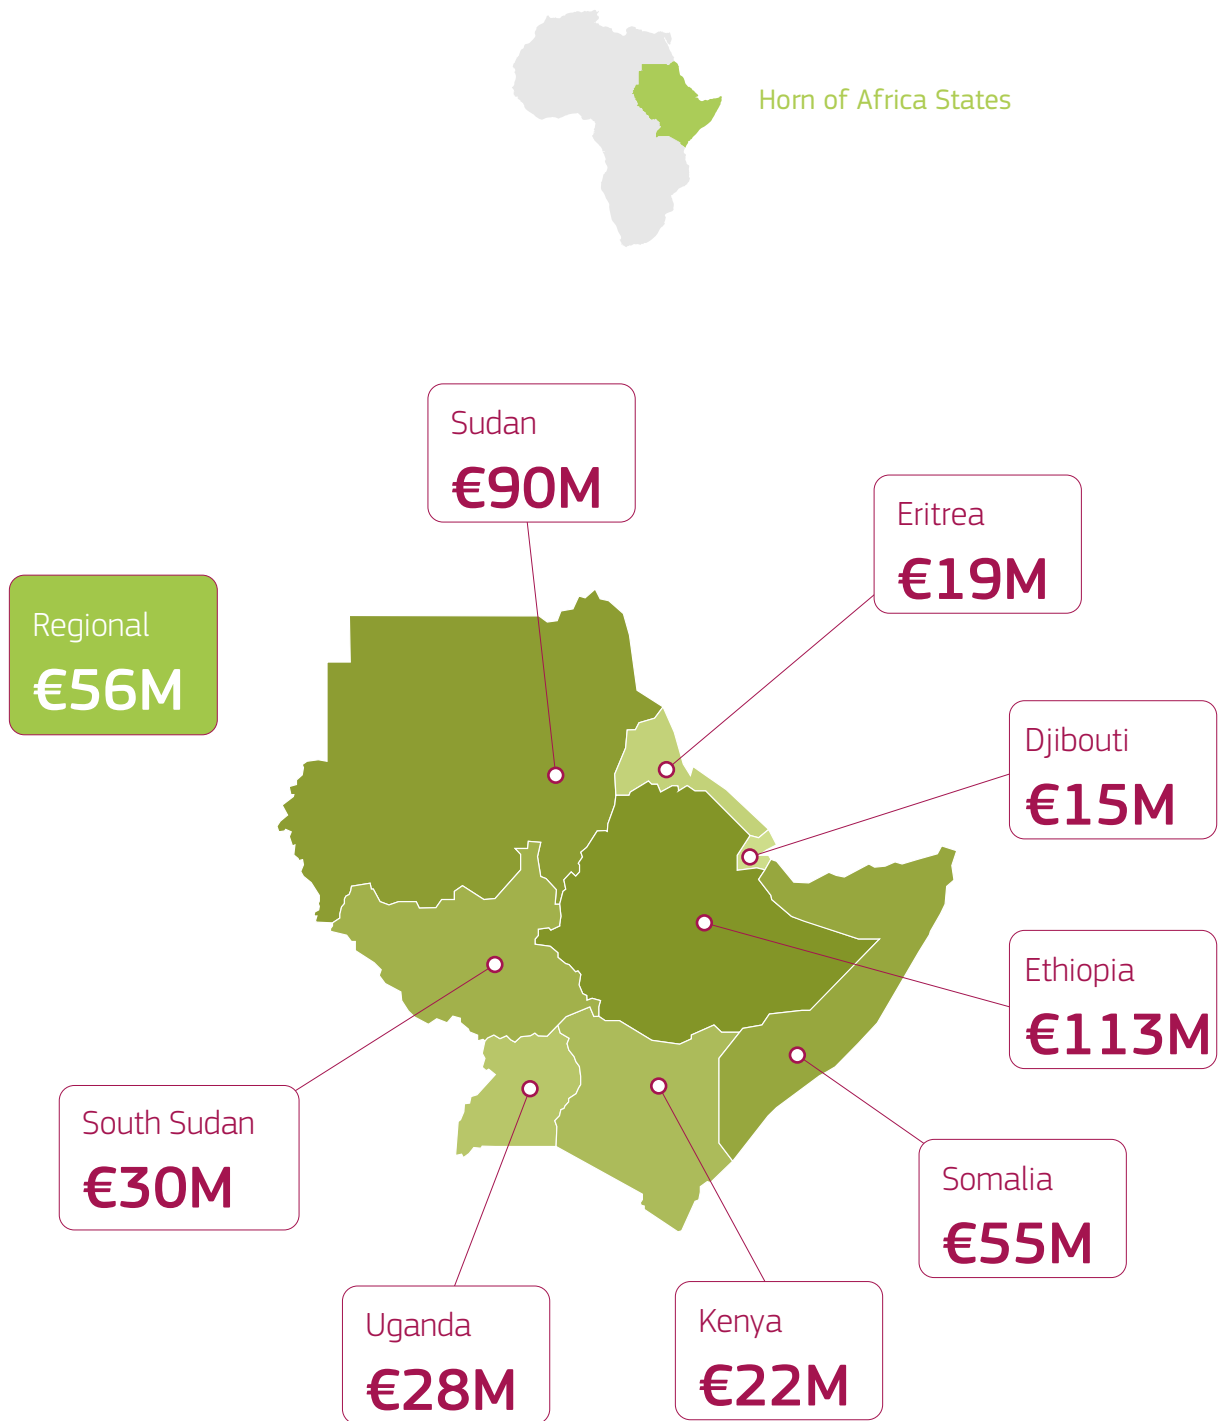 Horn of Africa States
Sudan
€90M
Eritrea
€19M
Regional
€56M
Djibouti
€15M
Ethiopia
€113M
South Sudan
€30M
Somalia
€55M
Uganda
€28M
Kenya
€22M